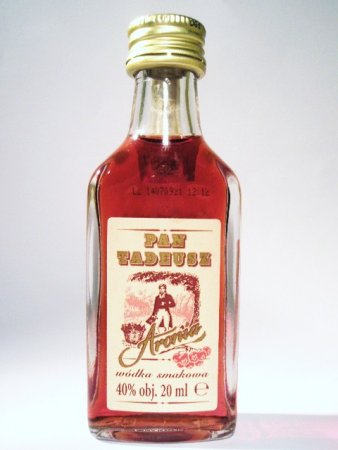 PAN
TADEUSZ
Aronia
wódka smakowa
40% obj. 20 ml ℮